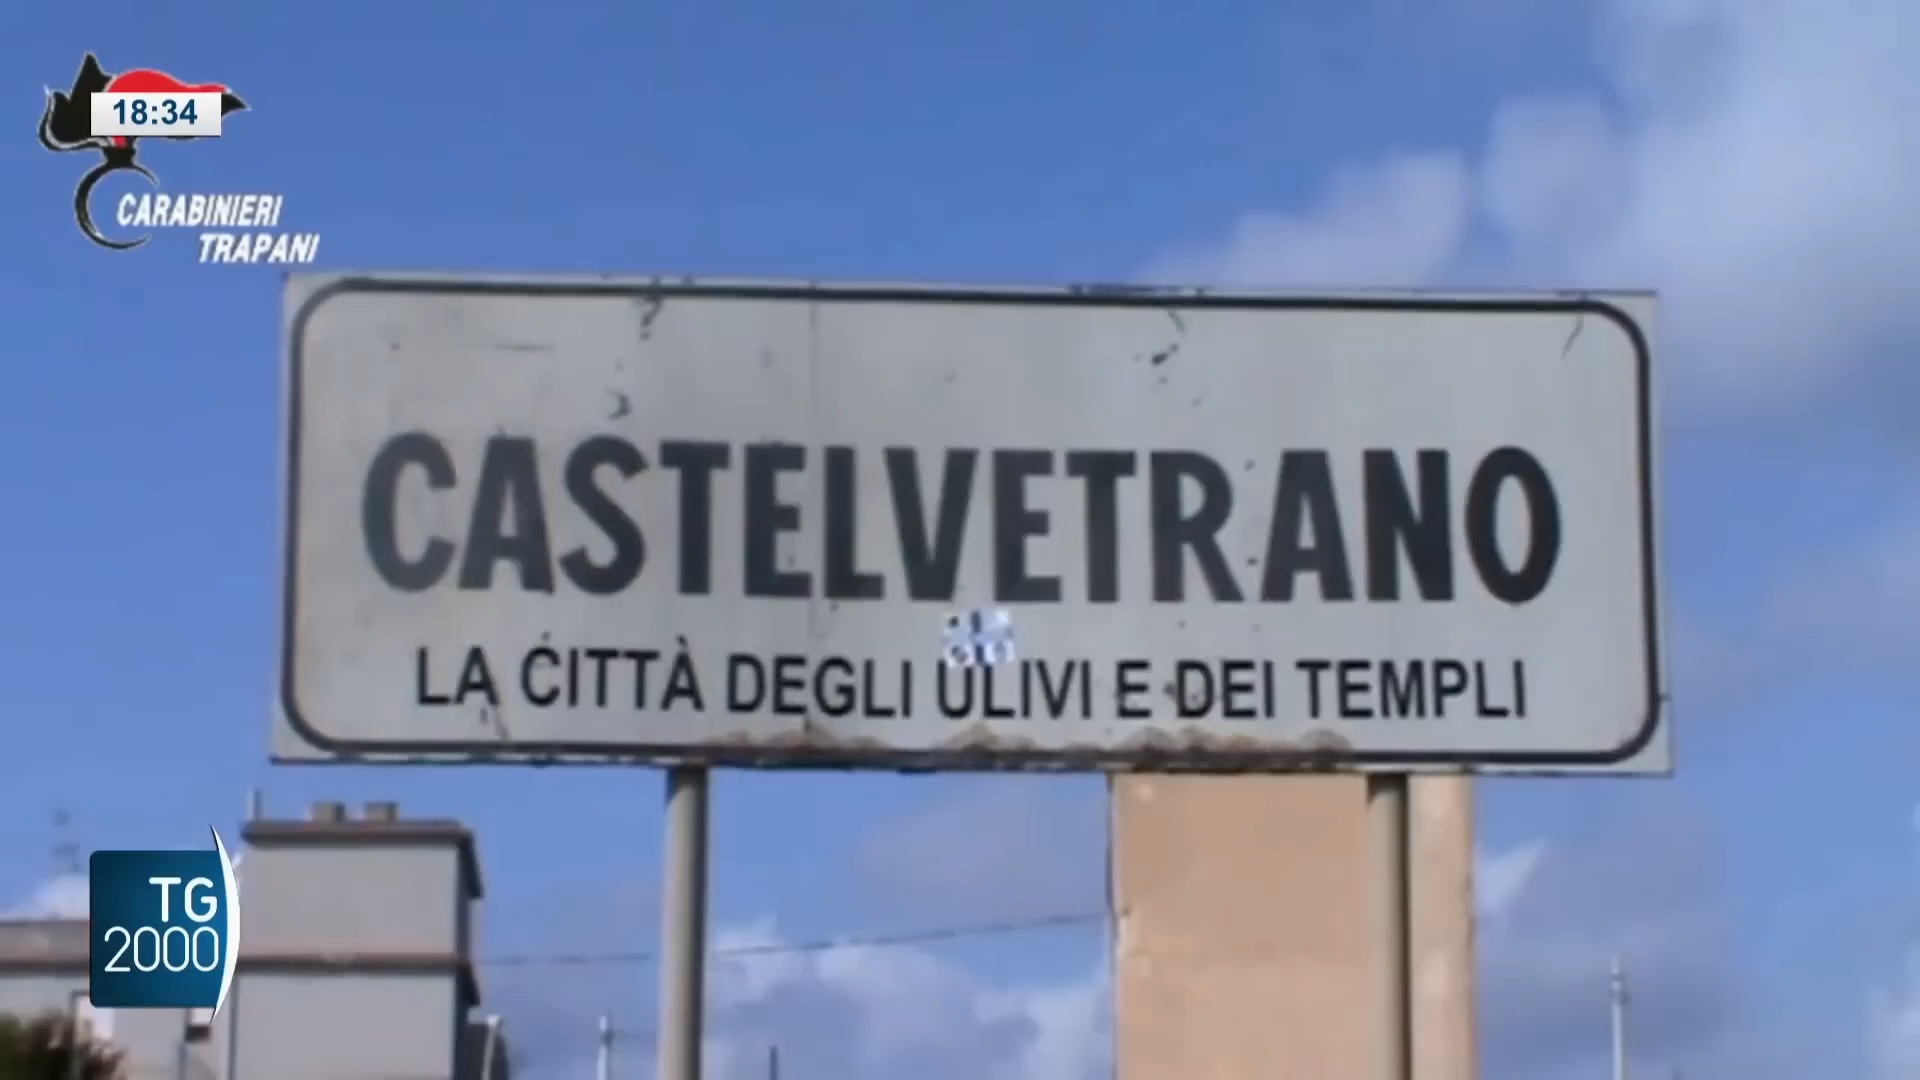 18:34
CARABINIERI
TRAPANI
CASTELVETRANO
LA CITTÀ DEGLI ULIVI E DEI TEMPLI
TG
2000